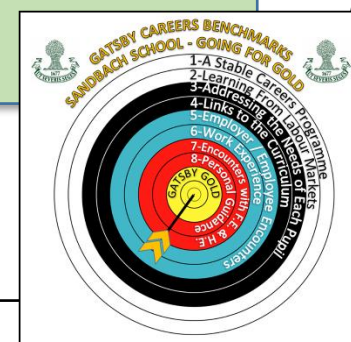 GATSBY CAREERS BENCHMARKS
SANDBACH SCHOOL - GOING FOR GOLD
1-A Stable Careers Programme
2-Learning From Labour Markets
3-Addressing the Needs of Each Pupil
4-Links to the Curriculum
5-Employer / Employee Encounters
6-Work Experience
7-Encounters with F.E. & H.E.
8-Personal Guidance
GATSBY GOLD
1677
1677